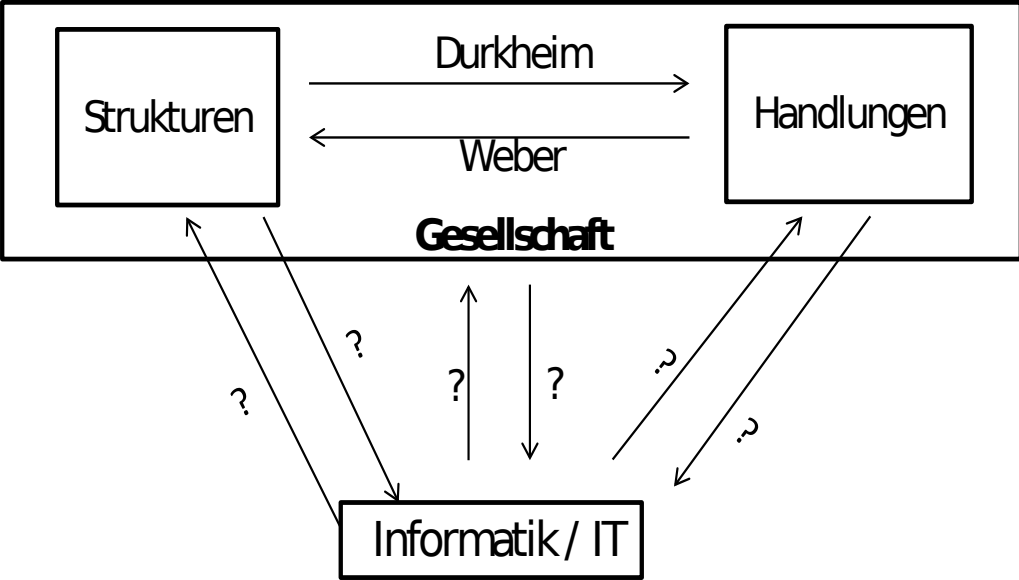 Durkheim
Strukturen
Handlungen
Weber
Gesellschaft
?
?
?
?
?
?
Informatik / IT